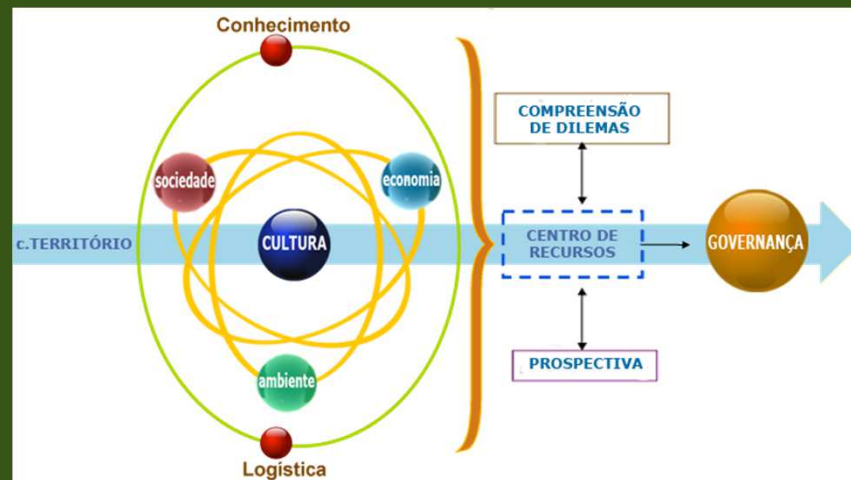 Conhecimento
sociedade
economia
c.TERRITÓRIO
CULTURA
ambiente
Logística
COMPREENSÃO
DE DILEMAS
CENTRO DE
RECURSOS
PROSPECTIVA
GOVERNANÇA